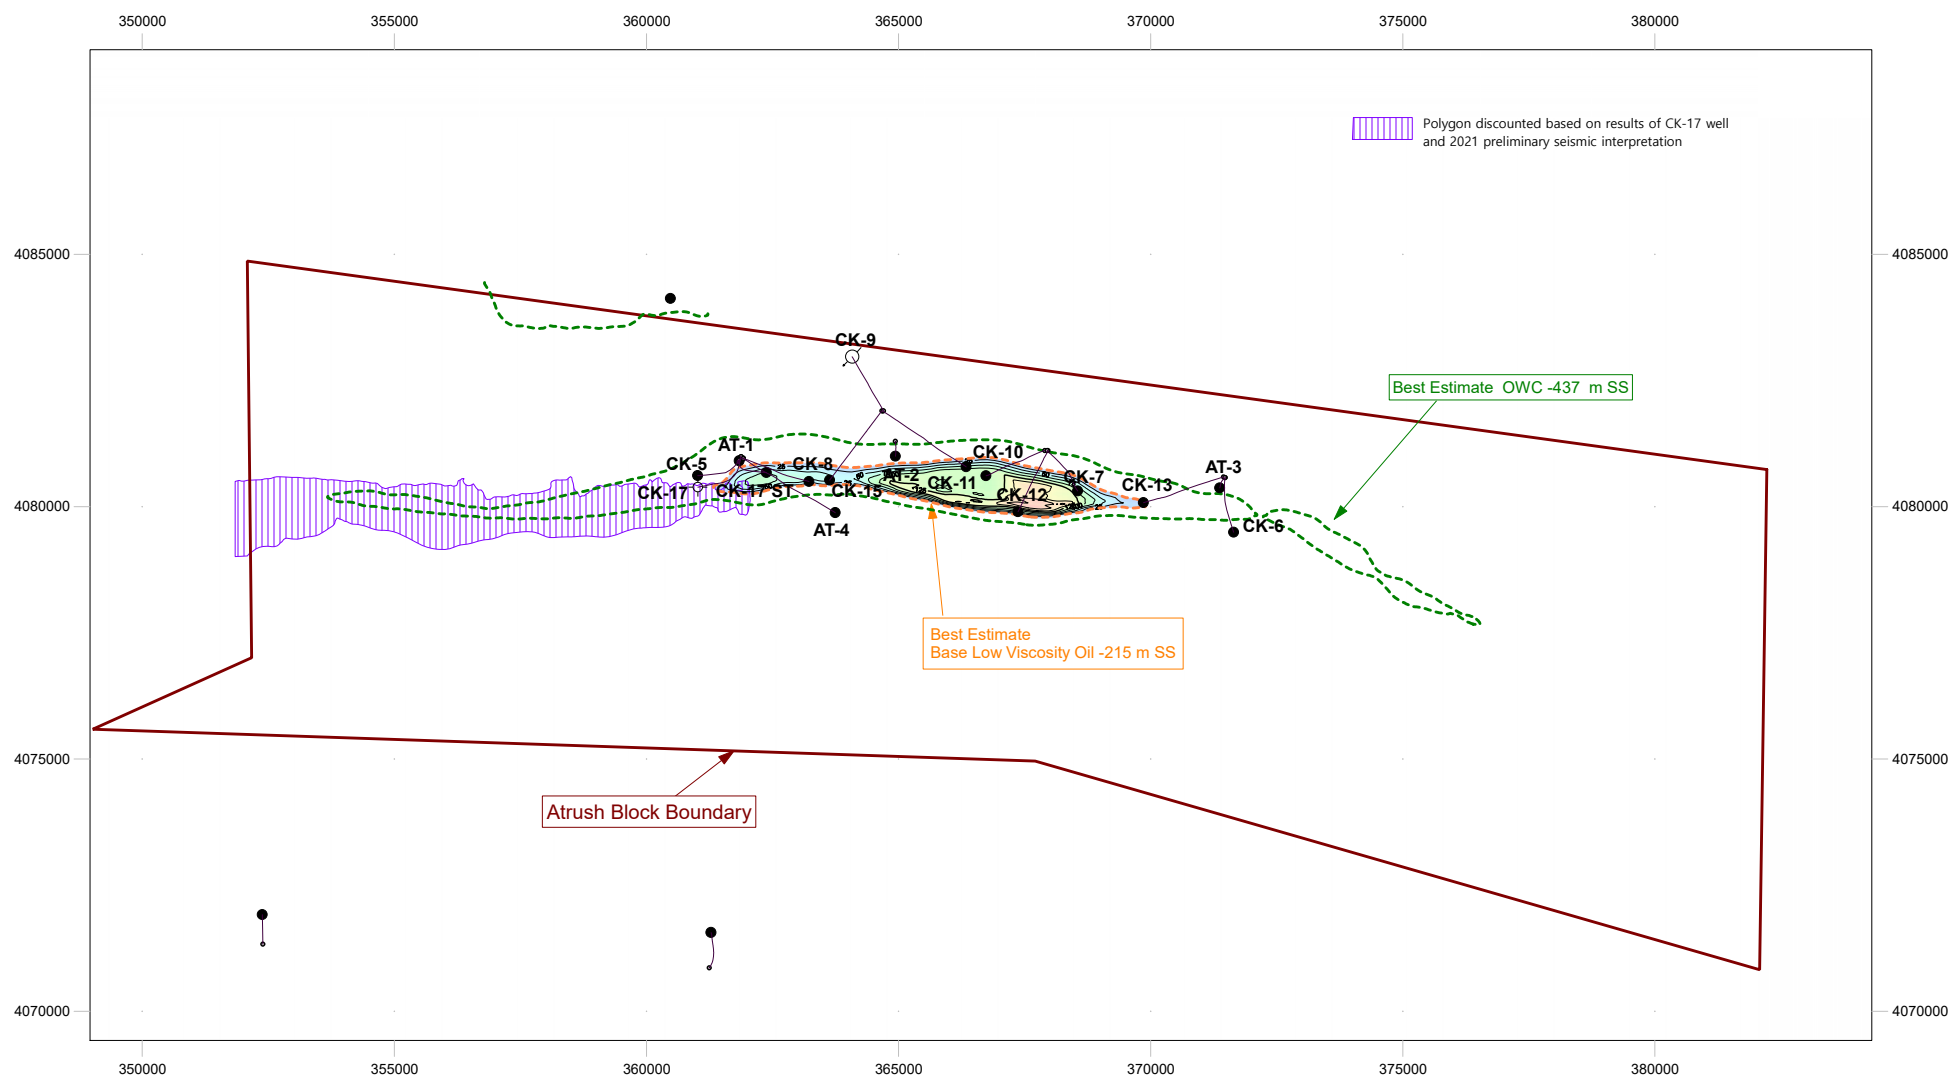 350000 355000 360000 365000 370000 375000 380000
Polygon discounted based on results of CK-17 well
and 2021 preliminary seismic interpretation
4085000 4085000
CK-9
Best Estimate OWC -437 m SS
AT-1
CK-10
CK-5
CK-8
AT-3
AT-2
CK-7
CK-11
CK-13
CK-17
CK-17 ST
CK-15
CK-12
4080000 4080000
AT-4
CK-6
Best Estimate
Base Low Viscosity Oil -215 m SS
4075000 4075000
Atrush Block Boundary
4070000 4070000
350000 355000 360000 365000 370000 375000 380000